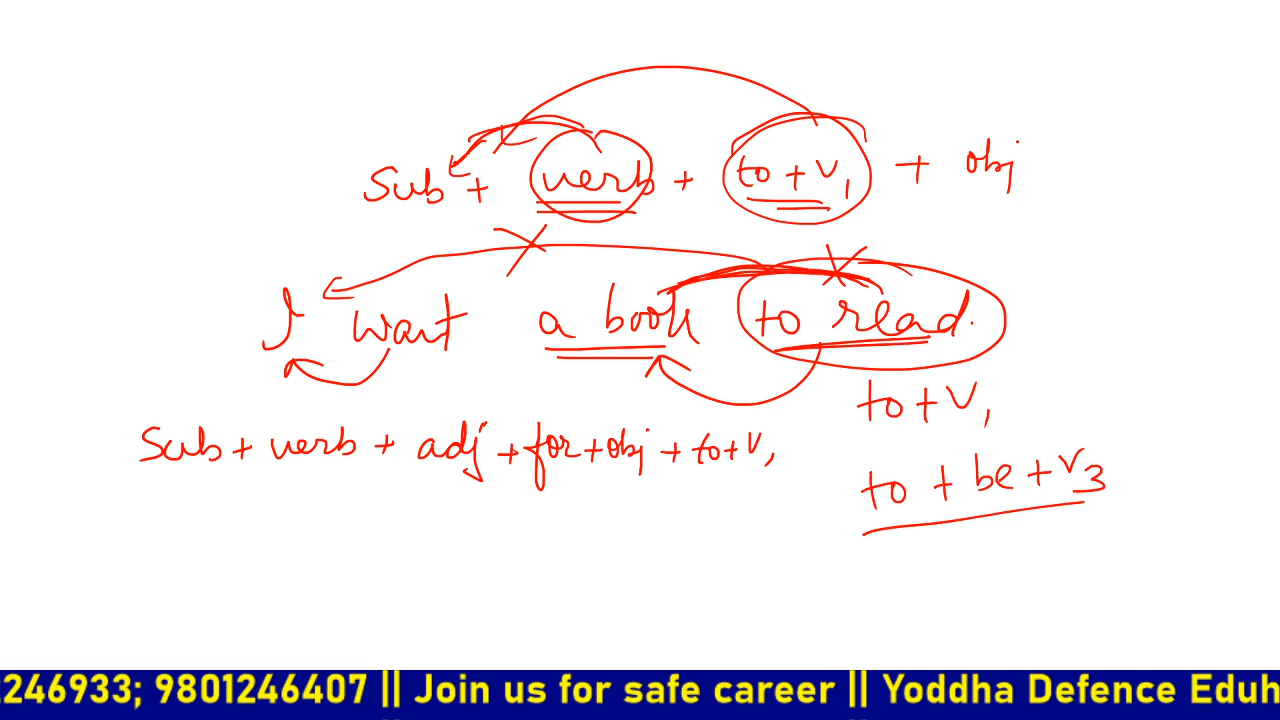 Sub + verb + to + V1 + obj
I want a book to read.
to + V1
Sub + verb + adj + for + obj + to + V1
to + be + V3
246933; 9801246407 || Join us for safe career || Yoddha Defence Eduh